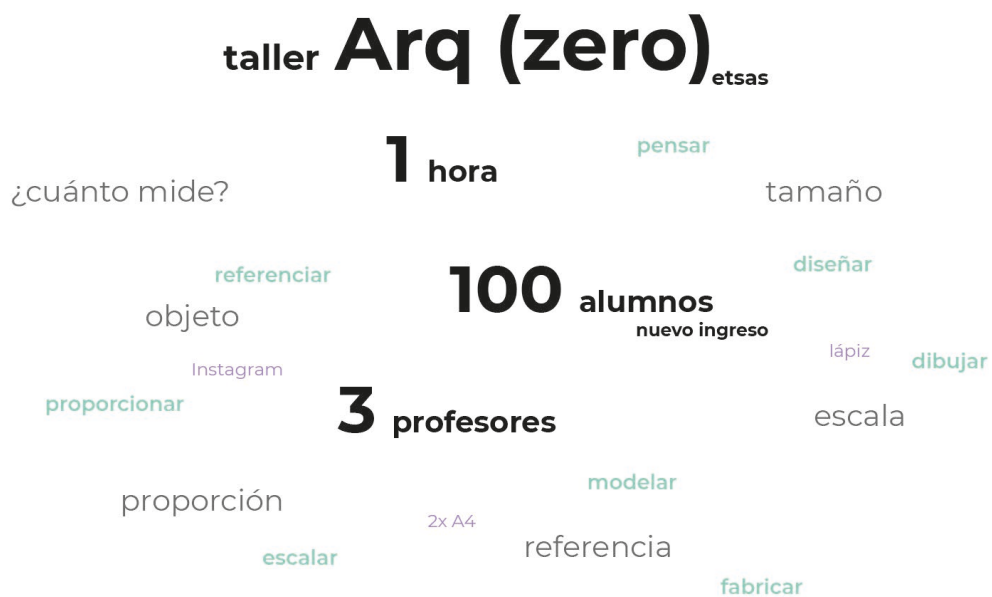 taller Arq (zero) etsas
1 hora
pensar
¿cuánto mide?
tamaño
referenciar
diseñar
100 alumnos
nuevo ingreso
objeto
lápiz
Instagram
dibujar
proporcionar
3 profesores
escala
modelar
proporción
2x A4
referencia
escalar
fabricar